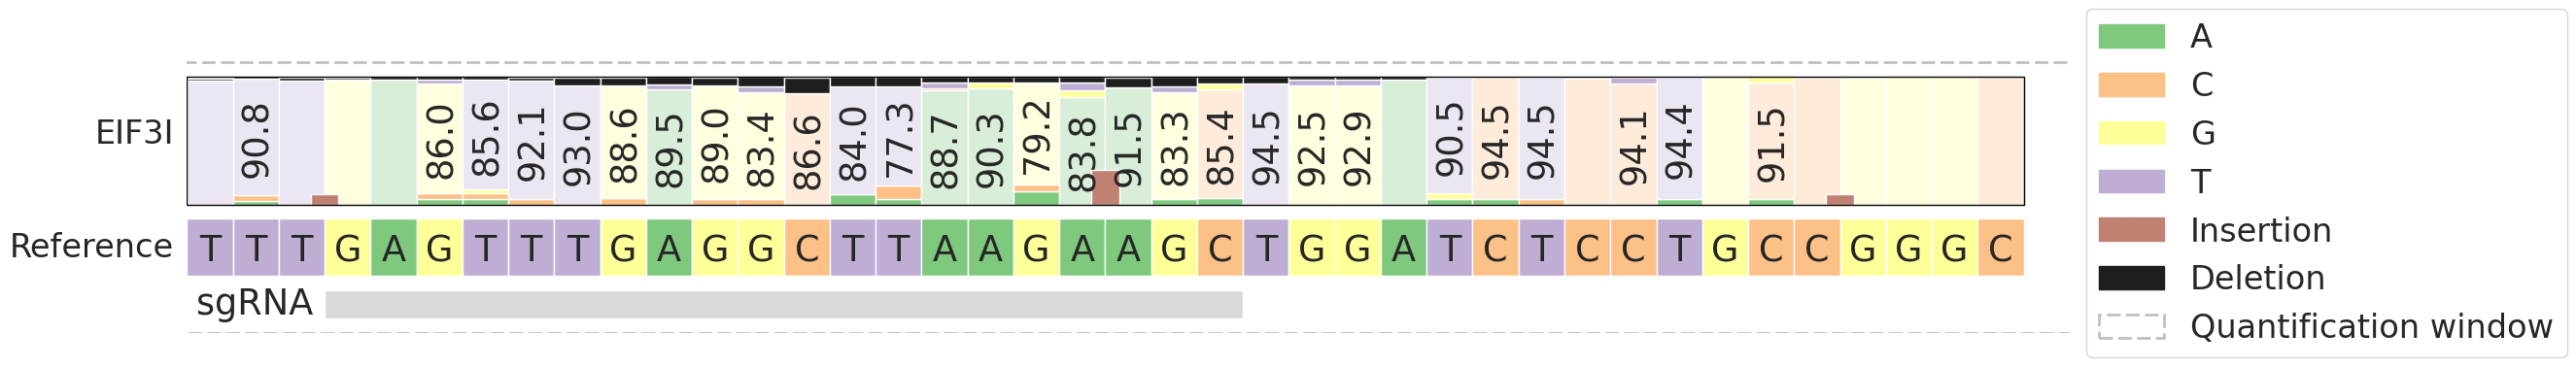 EIF3I 90.8 86.0 85.6 92.1 93.0 88.6 89.5 89.0 83.4 86.6 84.0 77.3 88.7 90.3 79.2 83.8 91.5 83.3 85.4 94.5 92.5 92.9 90.5 94.5 94.5 94.1 94.4 91.5
Reference T T T G A G T T T G A G G C T T A A G A A G C T G G A T C T C C T G C C G G G C
sgRNA
A
C
G
T
Insertion
Deletion
Quantification window